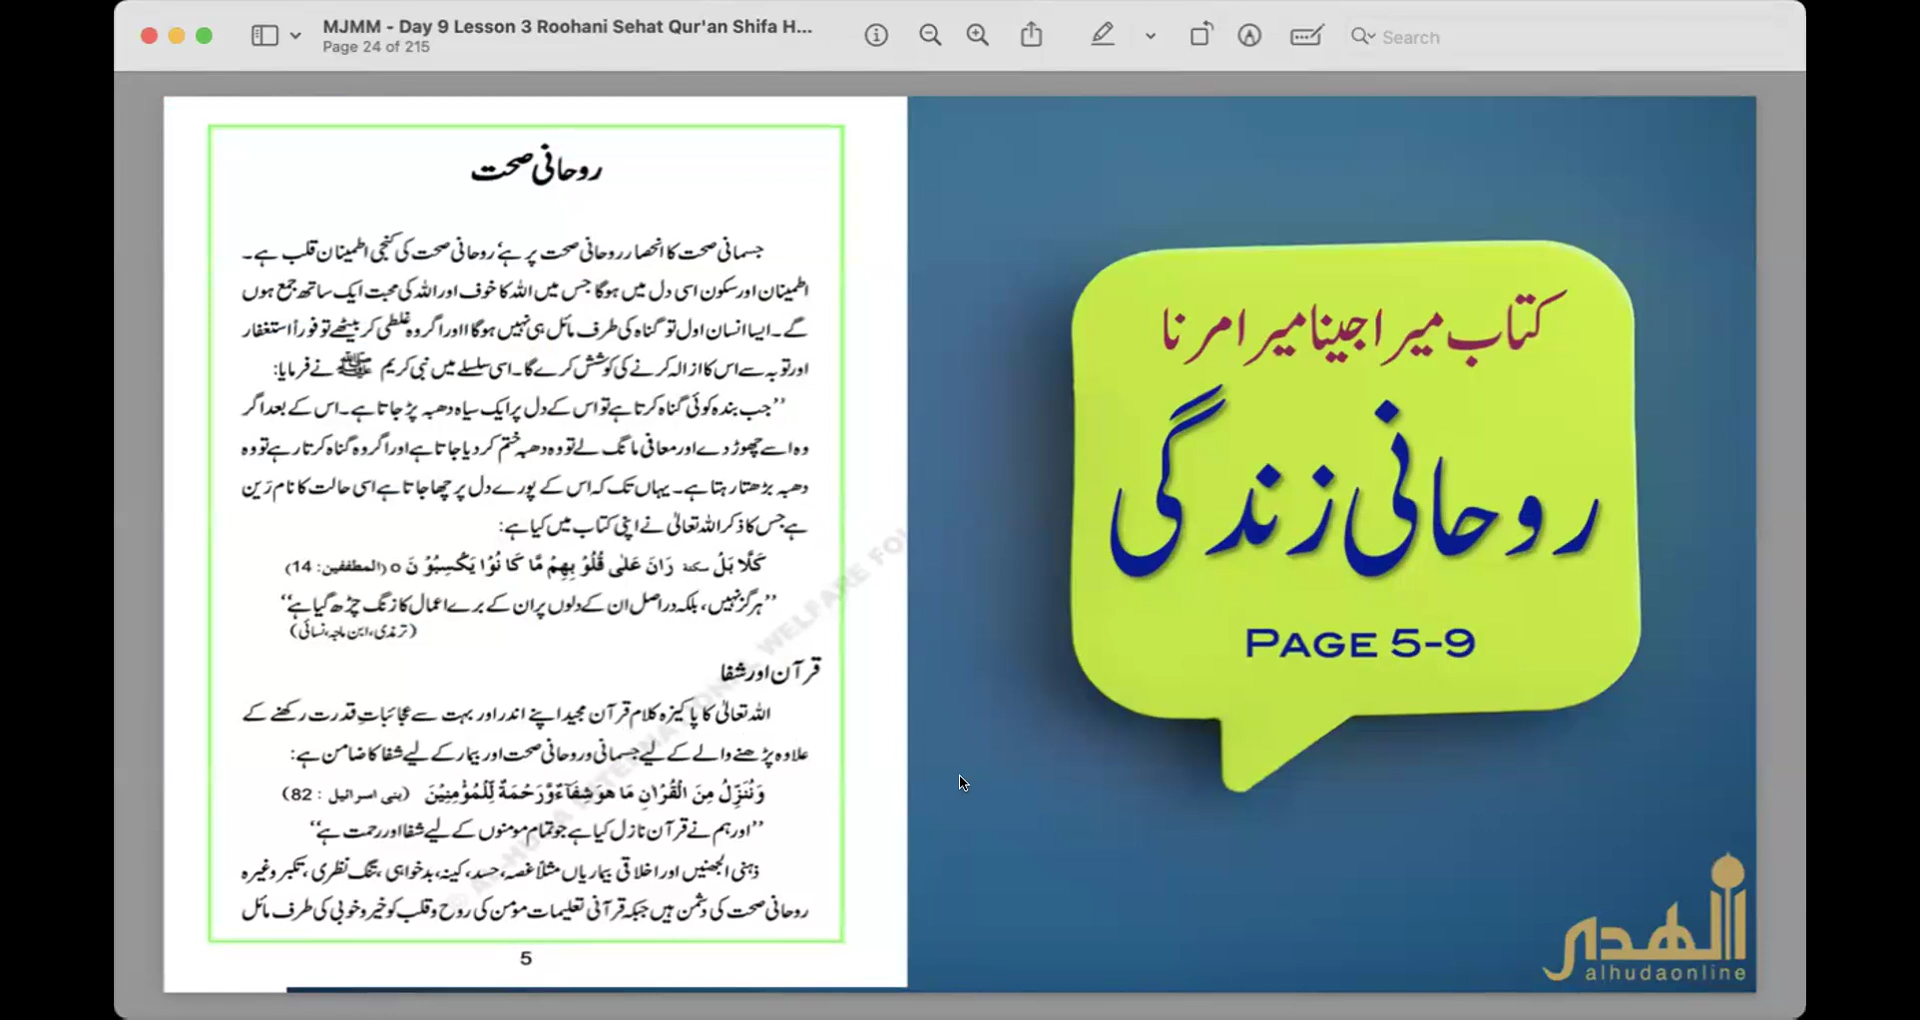 MJMM - Day 9 Lesson 3 Roohani Sehat Qur'an Shifa H...
Page 24 of 215
Search
روحانی صحت
جسمانی صحت کا انحصار روحانی صحت پر ہے’ روحانی صحت کی کنجی اطمینان قلب ہے۔
اطمینان اور سکون اسی دل میں ہوگا جس میں اللہ کا خوف اور اللہ کی محبت ایک ساتھ جمع ہوں
گے۔ ایسا انسان اول تو گناہ کی طرف مائل ہی نہیں ہوگا اور اگر وہ غلطی کر بیٹھے تو فوراً استغفار
اور توبہ سے اس کا ازالہ کرنے کی کوشش کرے گا۔ اسی سلسلے میں نبی کریم ﷺ نے فرمایا:
’’جب بندہ کوئی گناہ کرتا ہے تو اس کے دل پر ایک سیاہ دھبہ پڑ جاتا ہے۔ اس کے بعد اگر
وہ اسے چھوڑ دے اور معافی مانگ لے تو وہ دھبہ ختم کر دیا جاتا ہے اور اگر وہ گناہ کرتا رہے تو وہ
دھبہ بڑھتا رہتا ہے۔ یہاں تک کہ اس کے پورے دل پر چھا جاتا ہے اسی حالت کا نام رَین
ہے جس کا ذکر اللہ تعالیٰ نے اپنی کتاب میں کیا ہے:
كَلَّا بَلْ سكتة رَانَ عَلٰى قُلُوْبِهِمْ مَّا كَانُوْا يَكْسِبُوْنَ o (المطففین: 14)
’’ہرگز نہیں، بلکہ دراصل ان کے دلوں پر ان کے برے اعمال کا زنگ چڑھ گیا ہے‘‘
(ترمذی، ابن ماجہ، نسائی)
قرآن اور شفا
اللہ تعالیٰ کا پاکیزہ کلام قرآن مجید اپنے اندر اور بہت سے عجائباتِ قدرت رکھنے کے
علاوہ پڑھنے والے کے لیے جسمانی و روحانی صحت اور بیمار کے لیے شفا کا ضامن ہے:
وَنُنَزِّلُ مِنَ الْقُرْاٰنِ مَا هُوَ شِفَآءٌ وَّرَحْمَةٌ لِّلْمُؤْمِنِيْنَ (بنی اسرائیل : 82)
’’اور ہم نے قرآن نازل کیا ہے جو تمام مومنوں کے لیے شفا اور رحمت ہے‘‘
ذہنی الجھنیں اور اخلاقی بیماریاں مثلاً غصہ، حسد، کینہ، بدخواہی، تنگ نظری، تکبر وغیرہ
روحانی صحت کی دشمن ہیں جبکہ قرآنی تعلیمات مومن کی روح و قلب کو خیر و خوبی کی طرف مائل
5
کتاب میرا جینا میرا مرنا
روحانی زندگی
PAGE 5-9
الهدى
alhudaonline